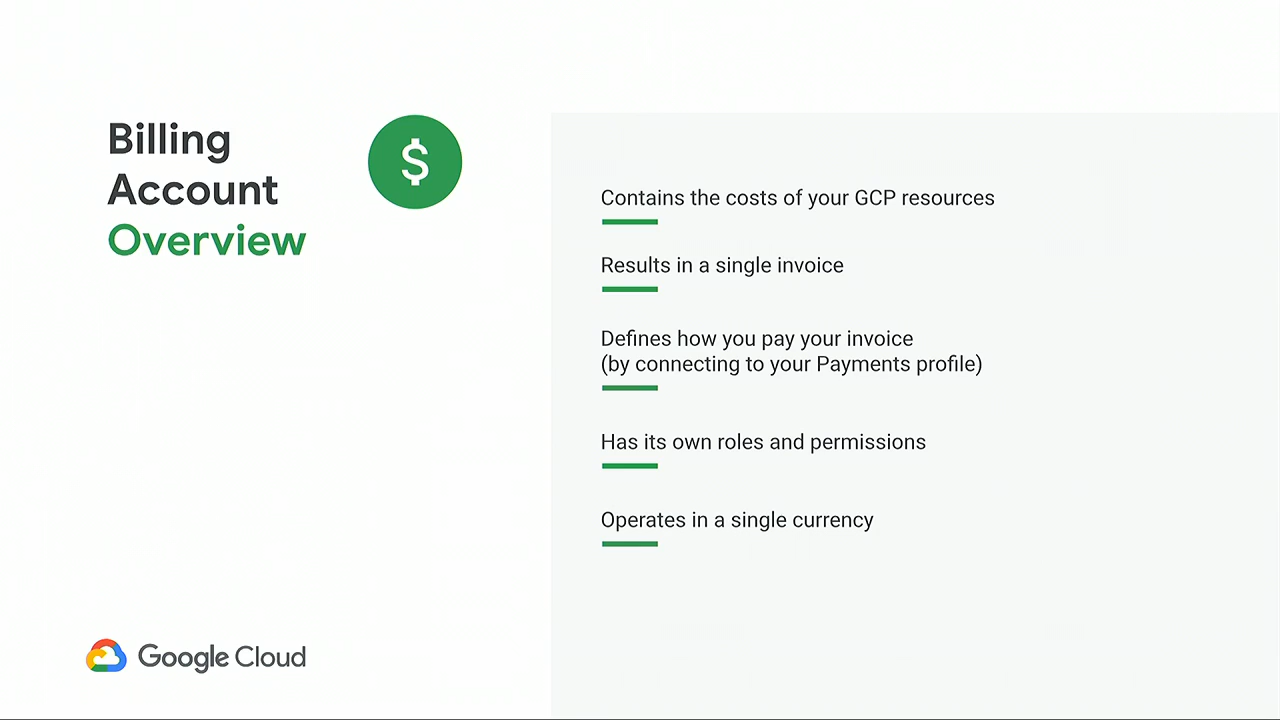 Billing
Account
Overview
$
Contains the costs of your GCP resources
Results in a single invoice
Defines how you pay your invoice
(by connecting to your Payments profile)
Has its own roles and permissions
Operates in a single currency
Google Cloud